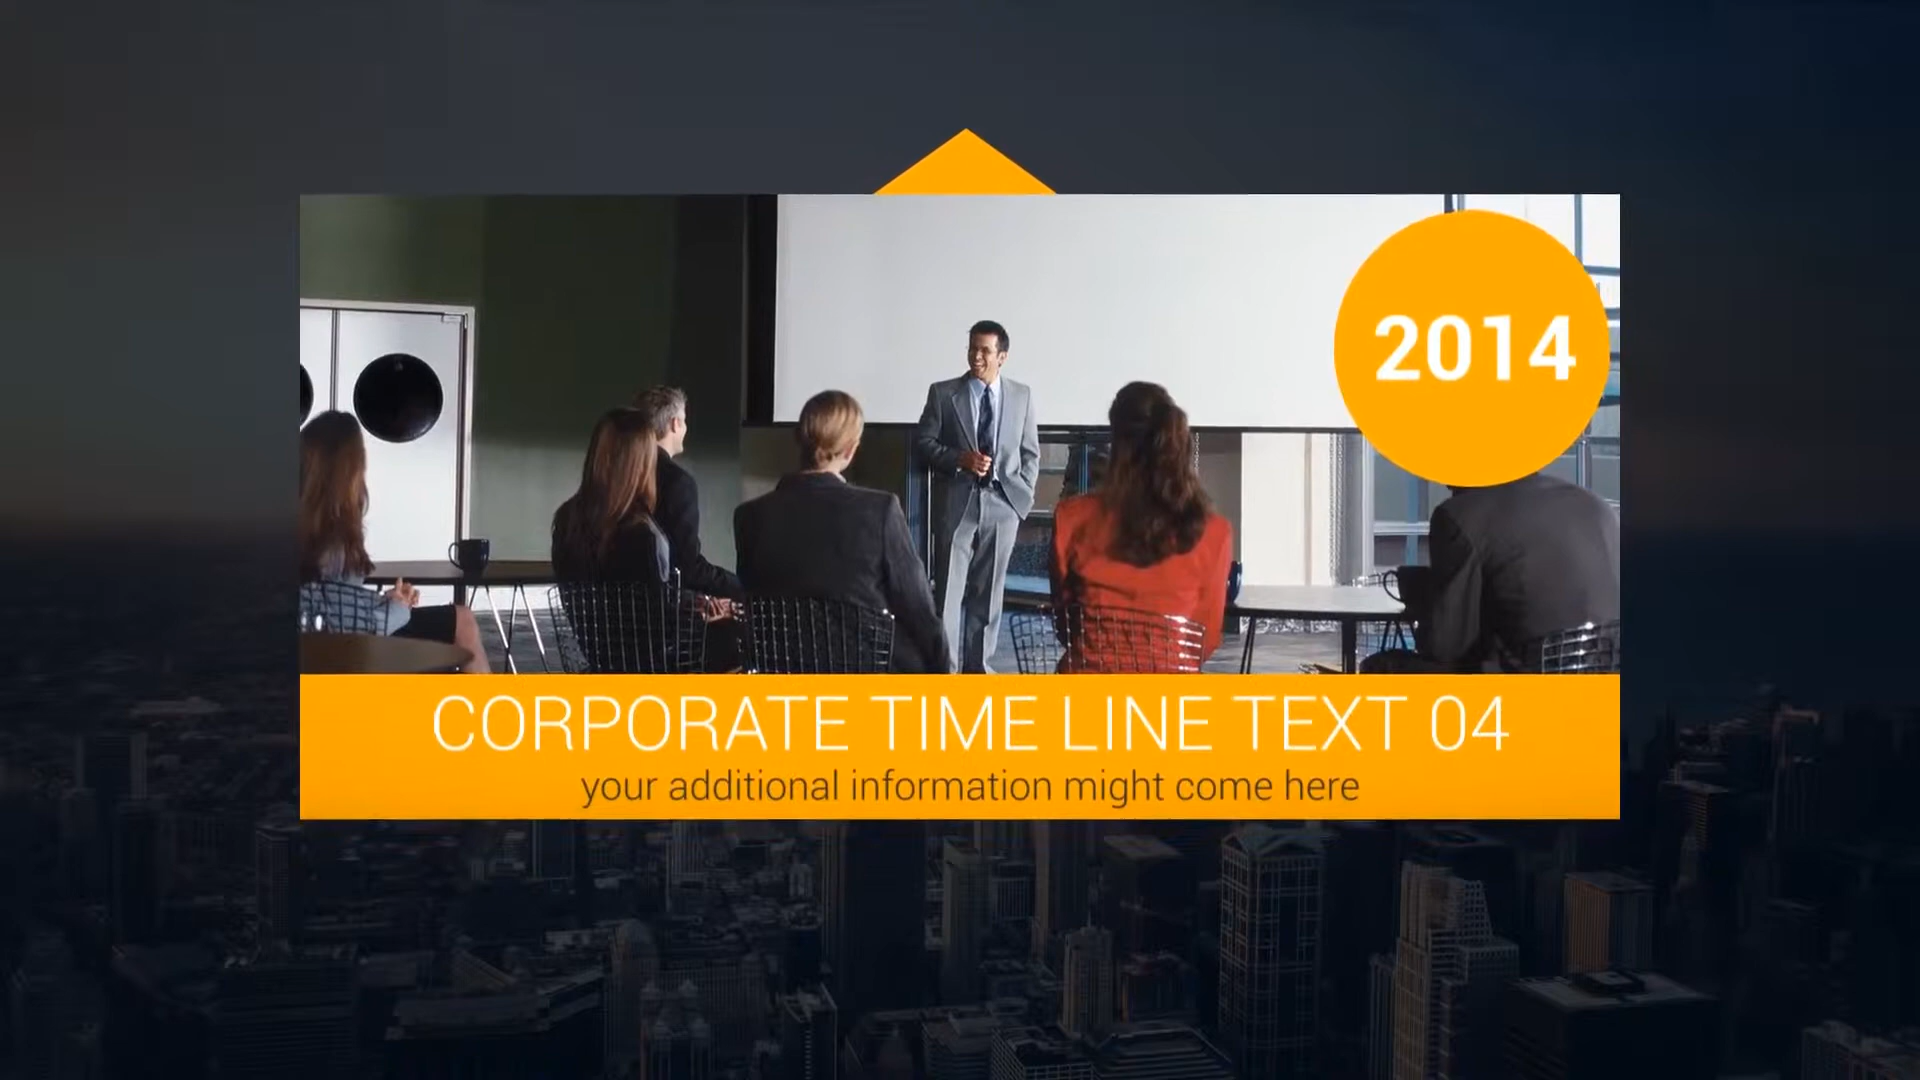 2014
CORPORATE TIME LINE TEXT 04
your additional information might come here